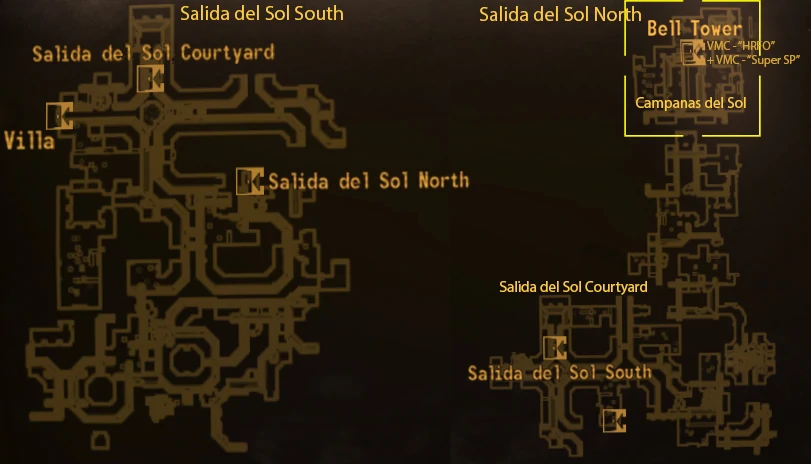 Salida del Sol South
Salida del Sol Courtyard
Villa
Salida del Sol North
Salida del Sol North
Bell Tower
VMC -"HRPO"
+ VMC -"Super SP"
Campanas del Sol
Salida del Sol Courtyard
Salida del Sol South